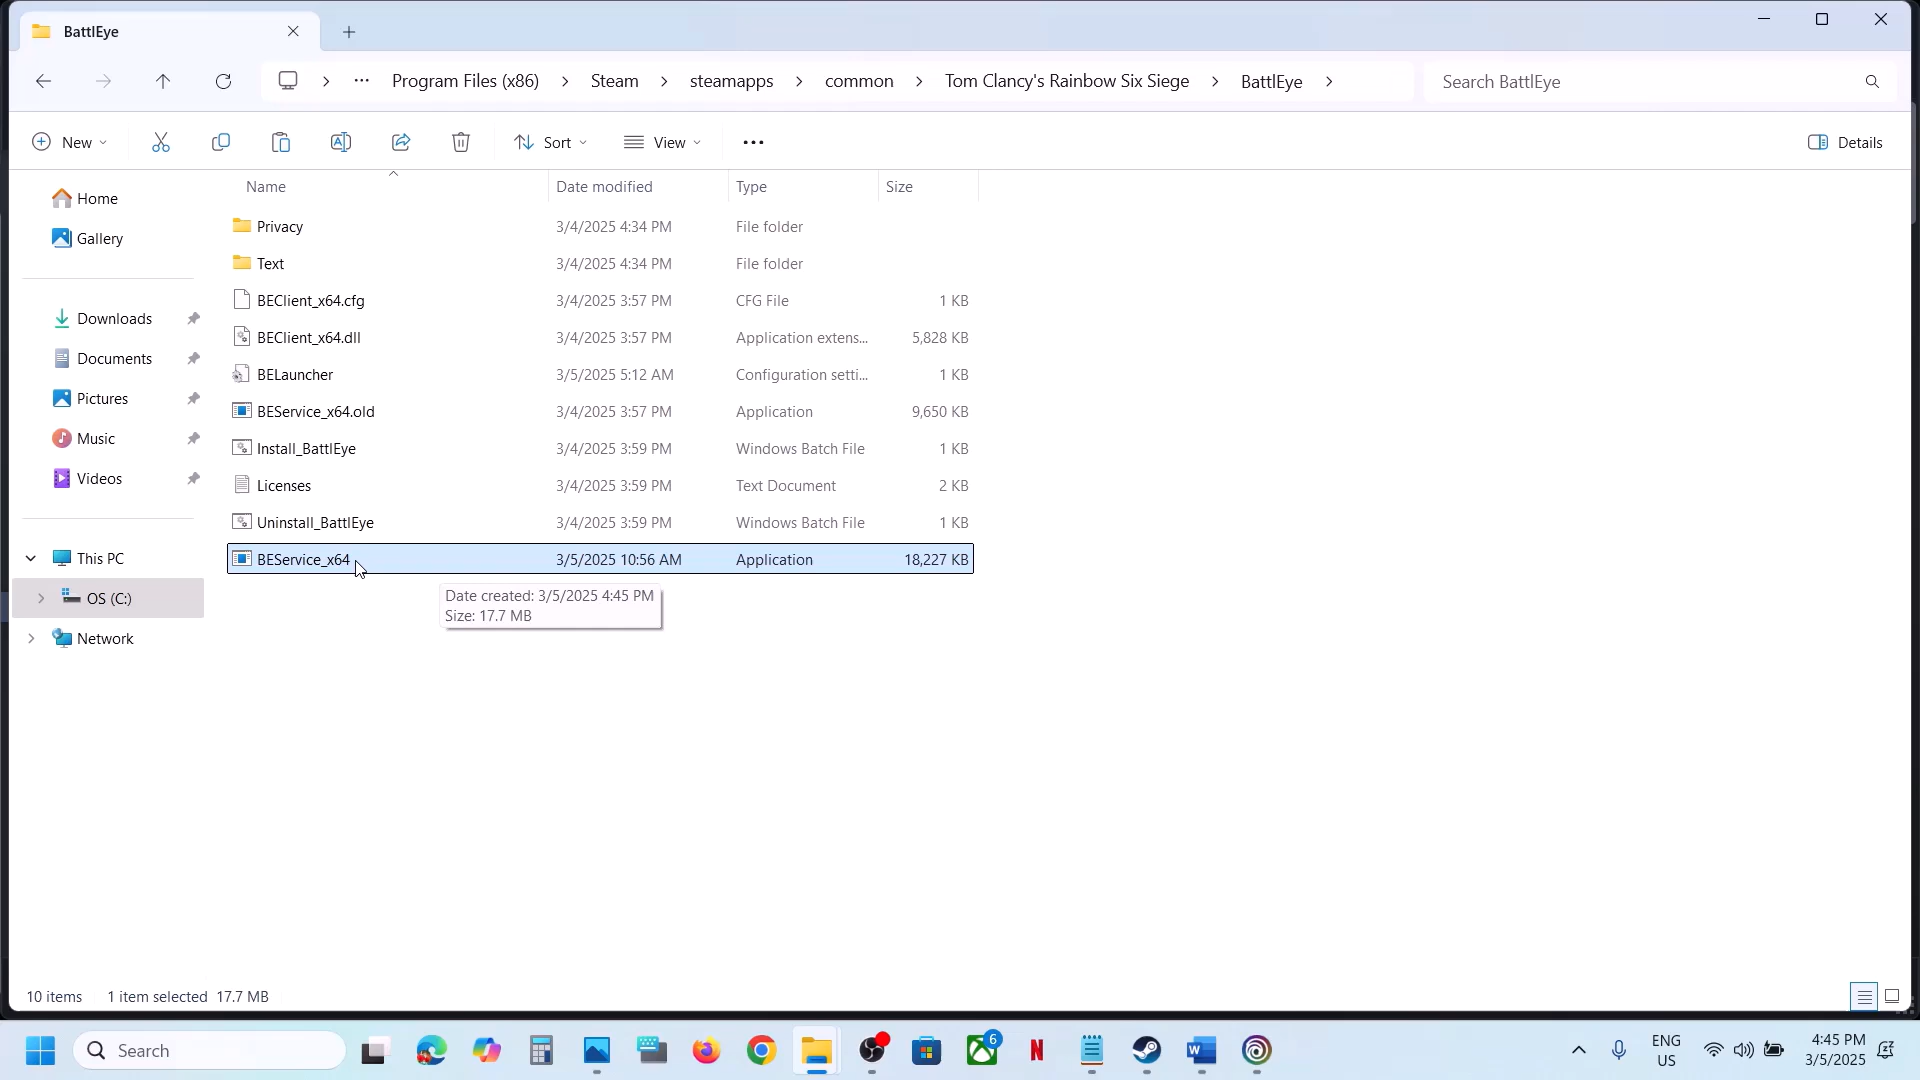 BattlEye
Program Files (x86) > Steam > steamapps > common > Tom Clancy's Rainbow Six Siege > BattlEye >
Search BattlEye
New
Sort
View
Details
Name Date modified Type Size
Home
Gallery
Downloads
Documents
Pictures
Music
Videos
This PC
OS (C:)
Network
Privacy 3/4/2025 4:34 PM File folder
Text 3/4/2025 4:34 PM File folder
BEClient_x64.cfg 3/4/2025 3:57 PM CFG File 1 KB
BEClient_x64.dll 3/4/2025 3:57 PM Application extens... 5,828 KB
BELauncher 3/5/2025 5:12 AM Configuration setti... 1 KB
BEService_x64.old 3/4/2025 3:57 PM Application 9,650 KB
Install_BattlEye 3/4/2025 3:59 PM Windows Batch File 1 KB
Licenses 3/4/2025 3:59 PM Text Document 2 KB
Uninstall_BattlEye 3/4/2025 3:59 PM Windows Batch File 1 KB
BEService_x64 3/5/2025 10:56 AM Application 18,227 KB
Date created: 3/5/2025 4:45 PM
Size: 17.7 MB
10 items 1 item selected 17.7 MB
Search
6
N
ENG
US
4:45 PM
3/5/2025